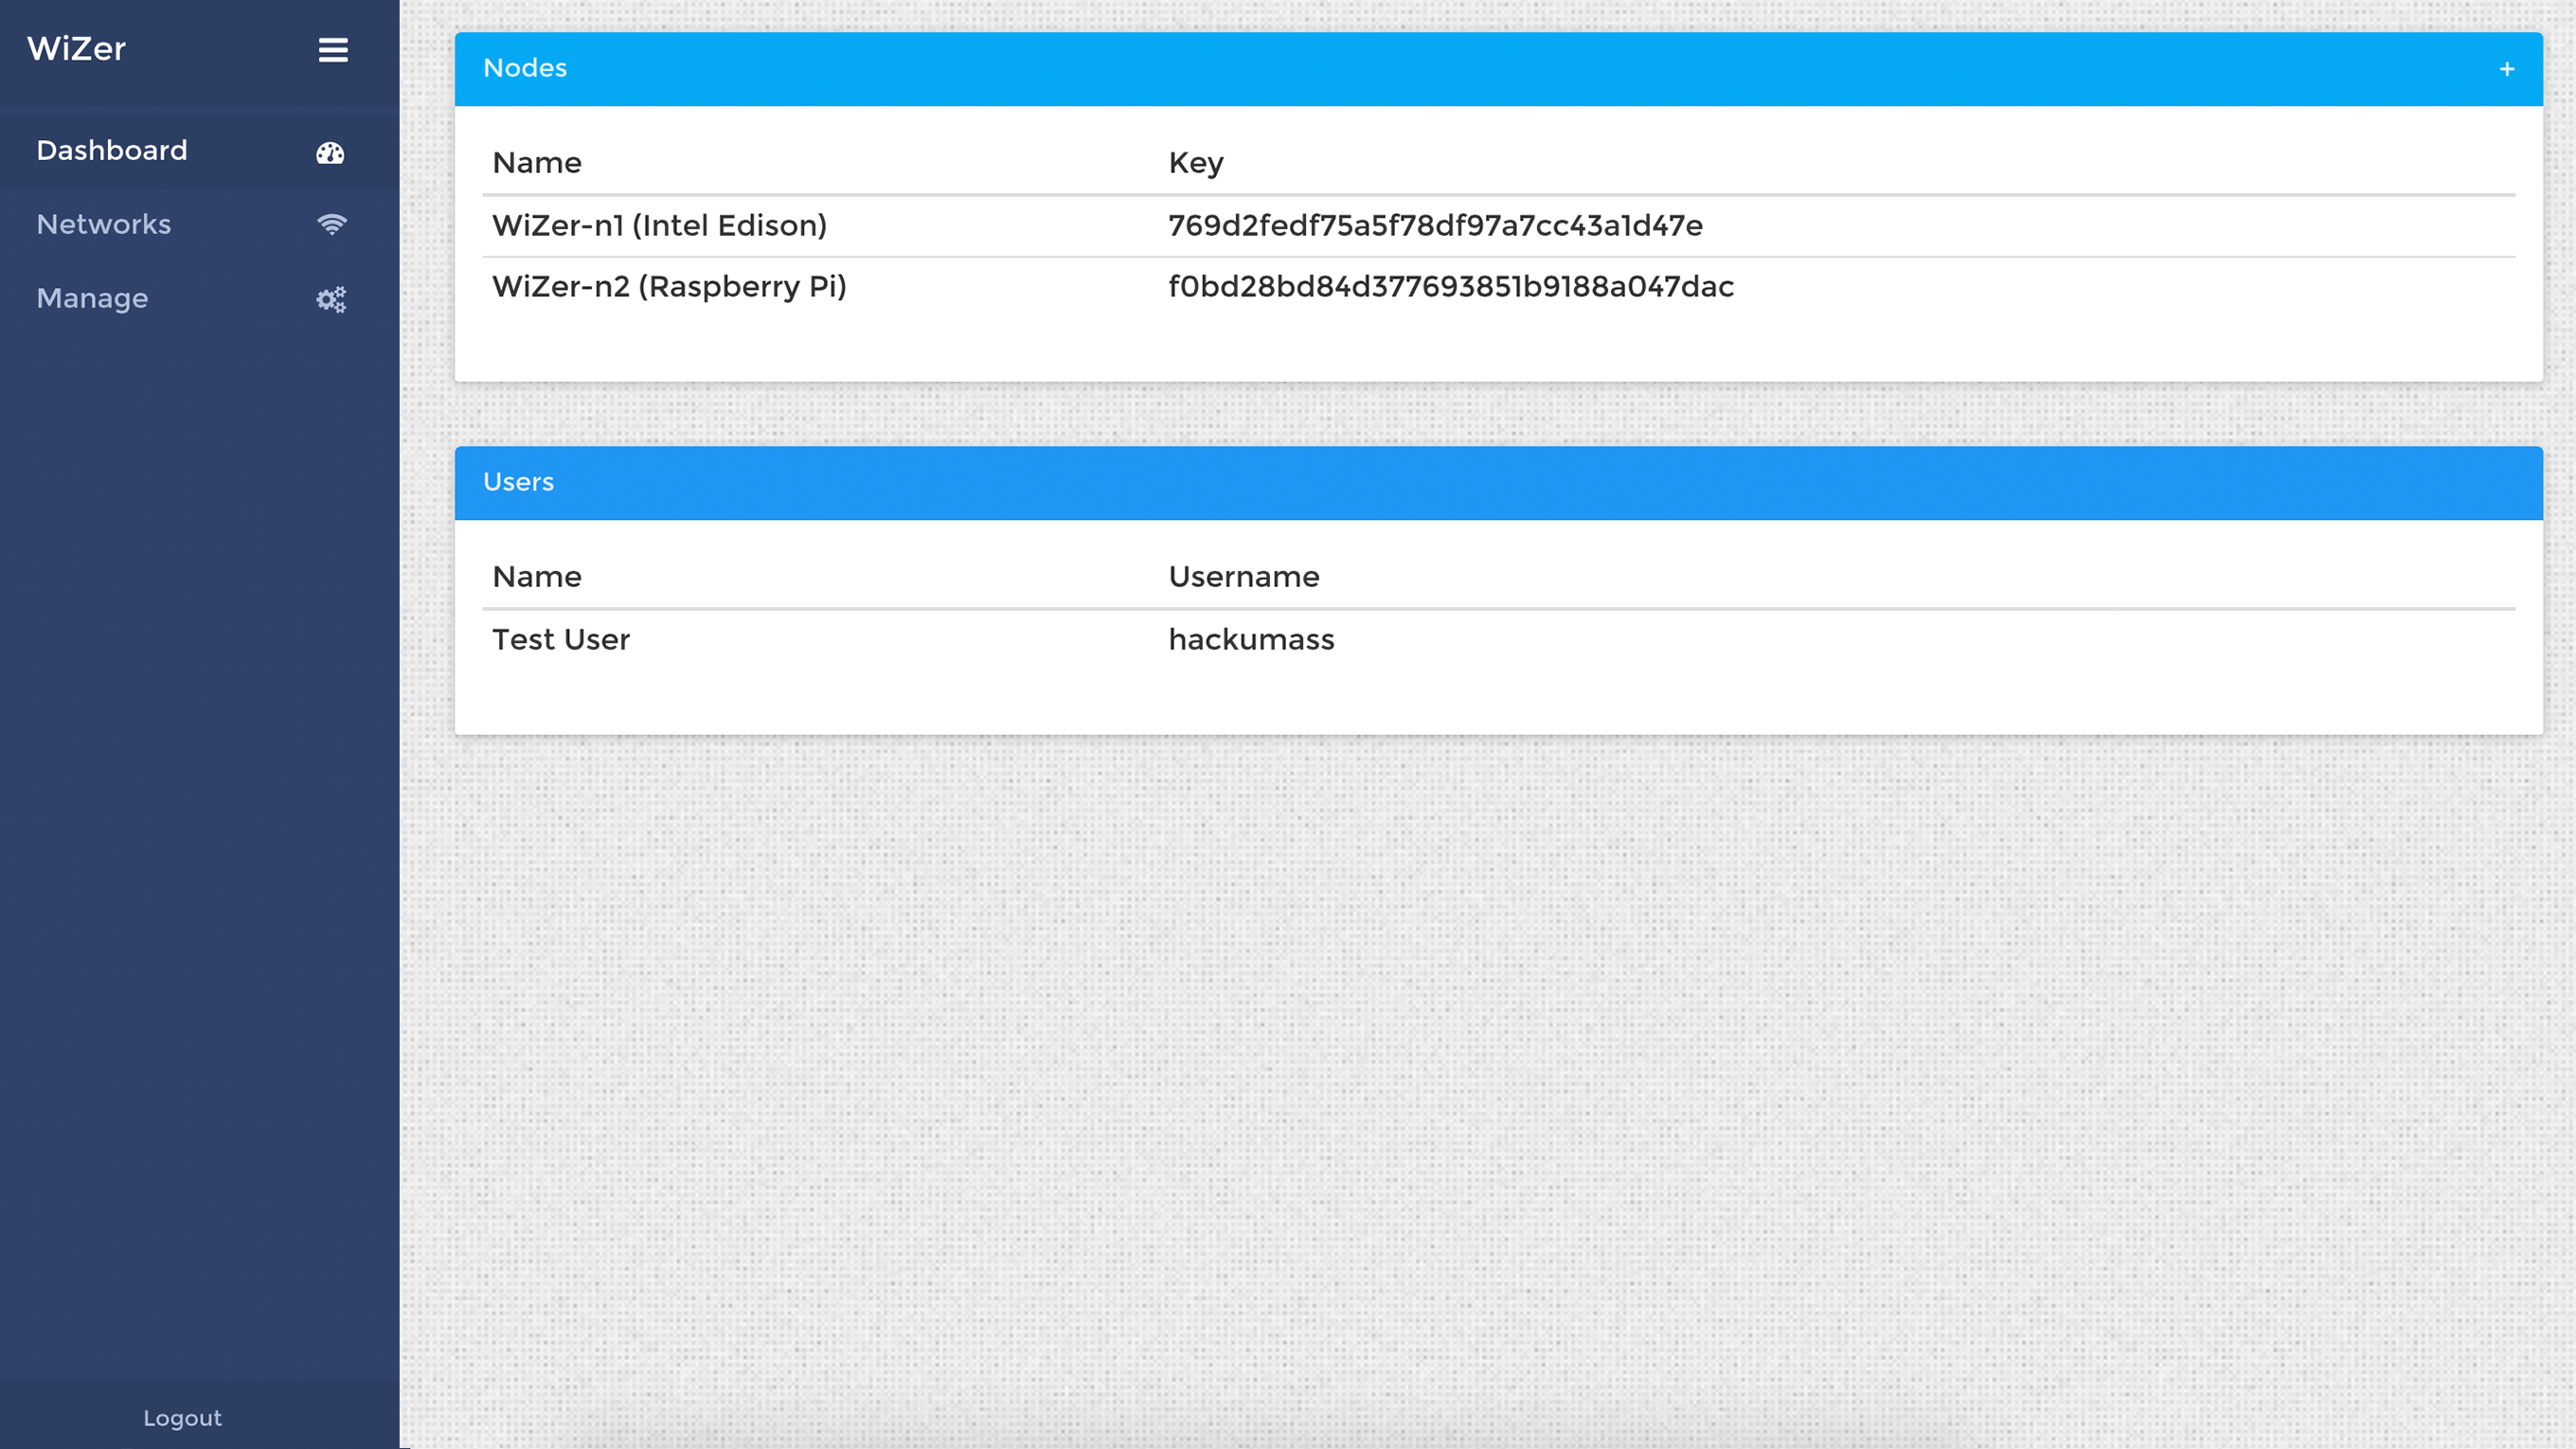 WiZer
Dashboard
Networks
Manage
Logout
Nodes +
Name Key
WiZer-n1 (Intel Edison) 769d2fedf75a5f78df97a7cc43a1d47e
WiZer-n2 (Raspberry Pi) f0bd28bd84d377693851b9188a047dac
Users
Name Username
Test User hackumass